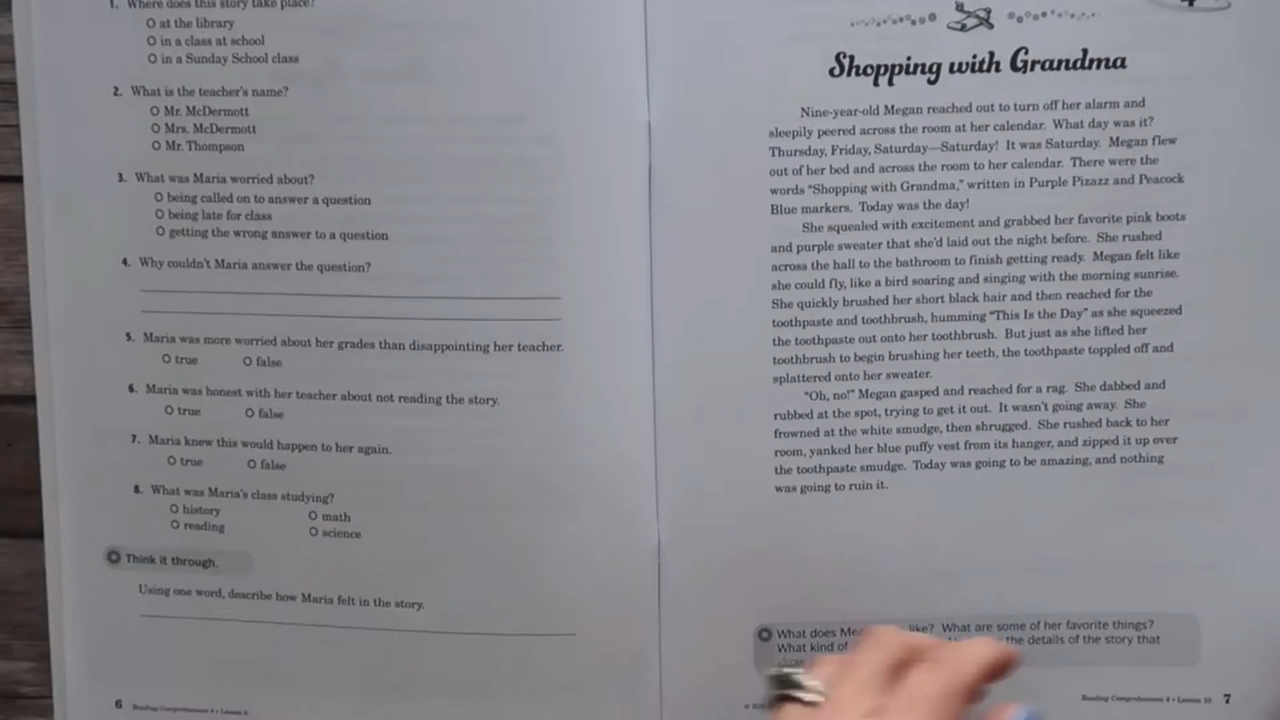 1. Where does this story take place?
O at the library
O in a class at school
O in a Sunday School class
2. What is the teacher's name?
O Mr. McDermott
O Mrs. McDermott
O Mr. Thompson
3. What was Maria worried about?
O being called on to answer a question
O being late for class
O getting the wrong answer to a question
4. Why couldn't Maria answer the question?
5. Maria was more worried about her grades than disappointing her teacher.
O true O false
6. Maria was honest with her teacher about not reading the story.
O true O false
7. Maria knew this would happen to her again.
O true O false
8. What was Maria's class studying?
O history O math
O reading O science
Think it through.
Using one word, describe how Maria felt in the story.
6 Reading Comprehension 4 • Lesson
Shopping with Grandma
Nine-year-old Megan reached out to turn off her alarm and
sleepily peered across the room at her calendar. What day was it?
Thursday, Friday, Saturday—Saturday! It was Saturday. Megan flew
out of her bed and across the room to her calendar. There were the
words "Shopping with Grandma," written in Purple Pizazz and Peacock
Blue markers. Today was the day!
She squealed with excitement and grabbed her favorite pink boots
and purple sweater that she'd laid out the night before. She rushed
across the hall to the bathroom to finish getting ready. Megan felt like
she could fly, like a bird soaring and singing with the morning sunrise.
She quickly brushed her short black hair and then reached for the
toothpaste and toothbrush, humming "This Is the Day" as she squeezed
the toothpaste out onto her toothbrush. But just as she lifted her
toothbrush to begin brushing her teeth, the toothpaste toppled off and
splattered onto her sweater.
"Oh, no!" Megan gasped and reached for a rag. She dabbed and
rubbed at the spot, trying to get it out. It wasn't going away. She
frowned at the white smudge, then shrugged. She rushed back to her
room, yanked her blue puffy vest from its hanger, and zipped it up over
the toothpaste smudge. Today was going to be amazing, and nothing
was going to ruin it.
What does like? What are some of her favorite things?
What kind of the details of the story that
Reading Comprehension 4 • Lesson 7